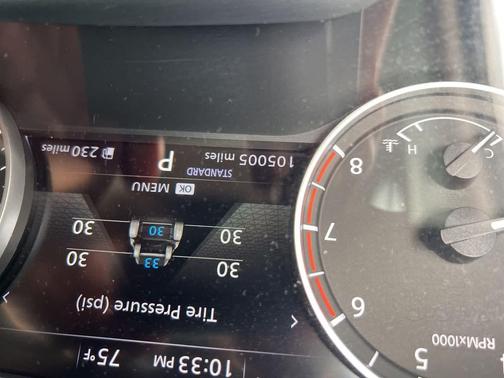 10:33 PM 75°F
Tire Pressure (psi)
30 33 30
30 30 30
OK MENU
STANDARD
P
105005 miles 230 miles
RPMx1000
5
6
7
8
C
H